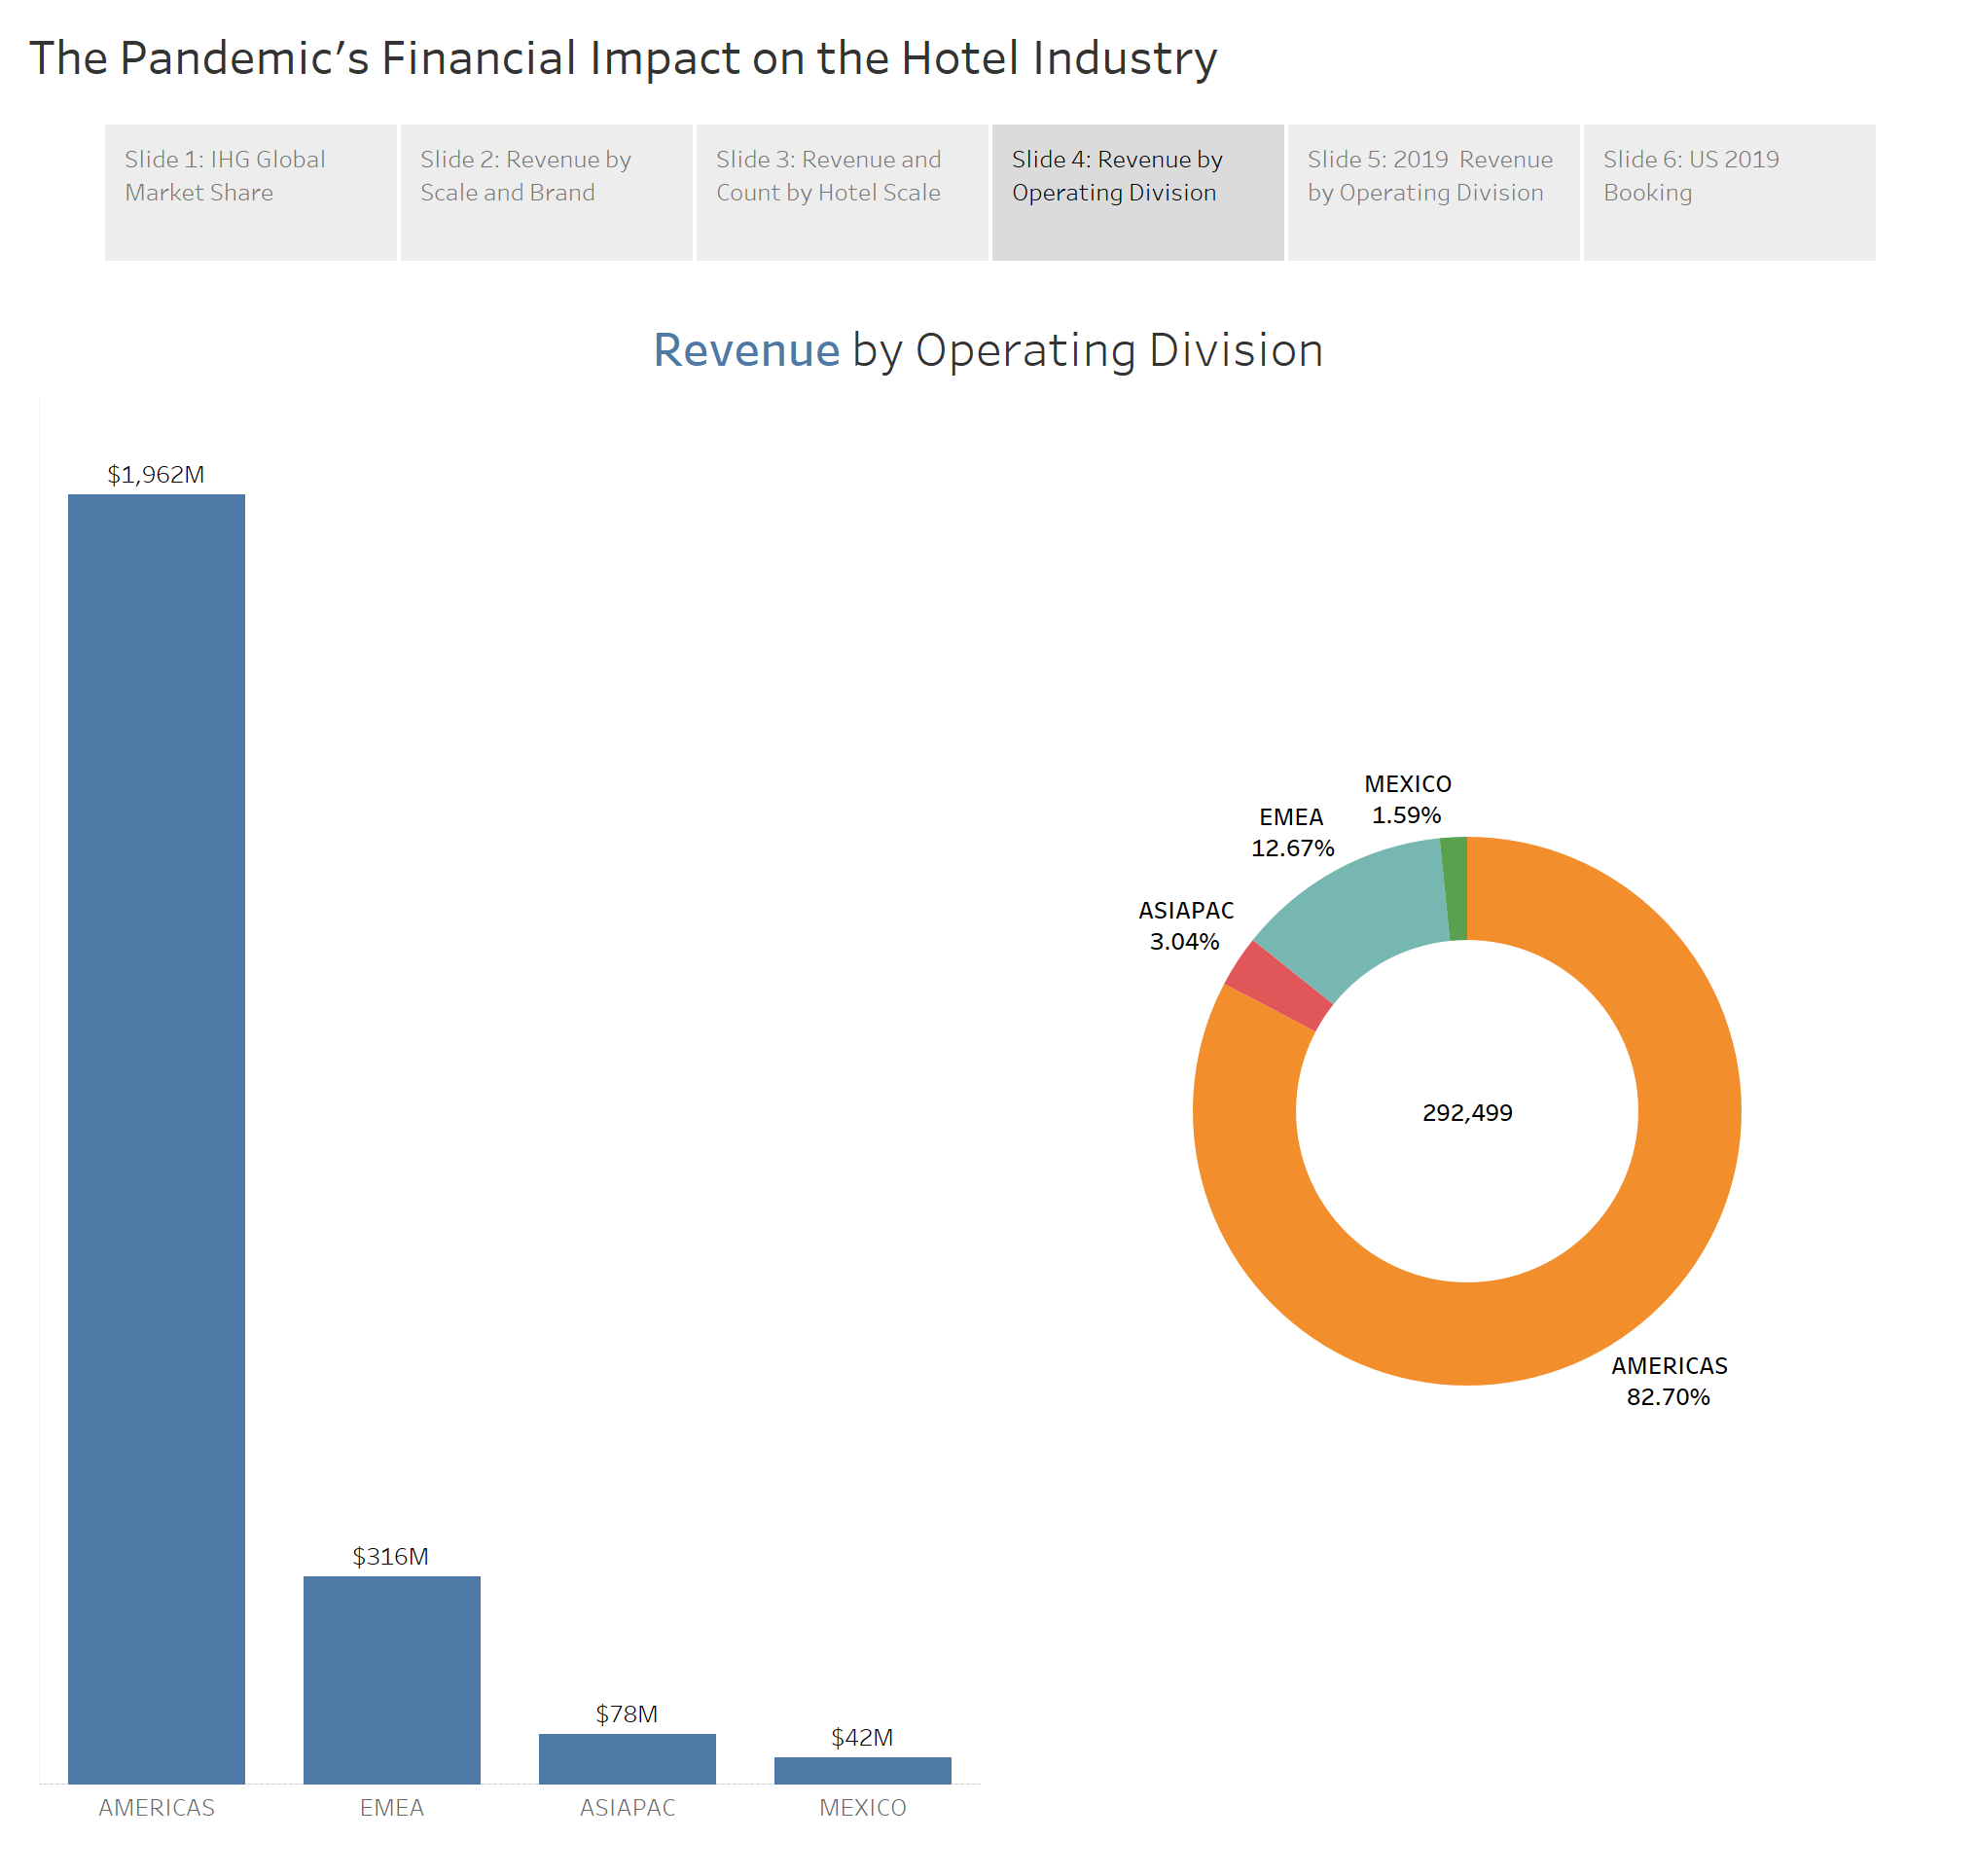 The Pandemic’s Financial Impact on the Hotel Industry
Slide 1: IHG Global
Market Share
Slide 2: Revenue by
Scale and Brand
Slide 3: Revenue and
Count by Hotel Scale
Slide 4: Revenue by
Operating Division
Slide 5: 2019  Revenue
by Operating Division
Slide 6: US 2019
Booking
Revenue by Operating Division
$1,962M
$316M
$78M
$42M
AMERICAS
EMEA
ASIAPAC
MEXICO
MEXICO
1.59%
EMEA
12.67%
ASIAPAC
3.04%
292,499
AMERICAS
82.70%